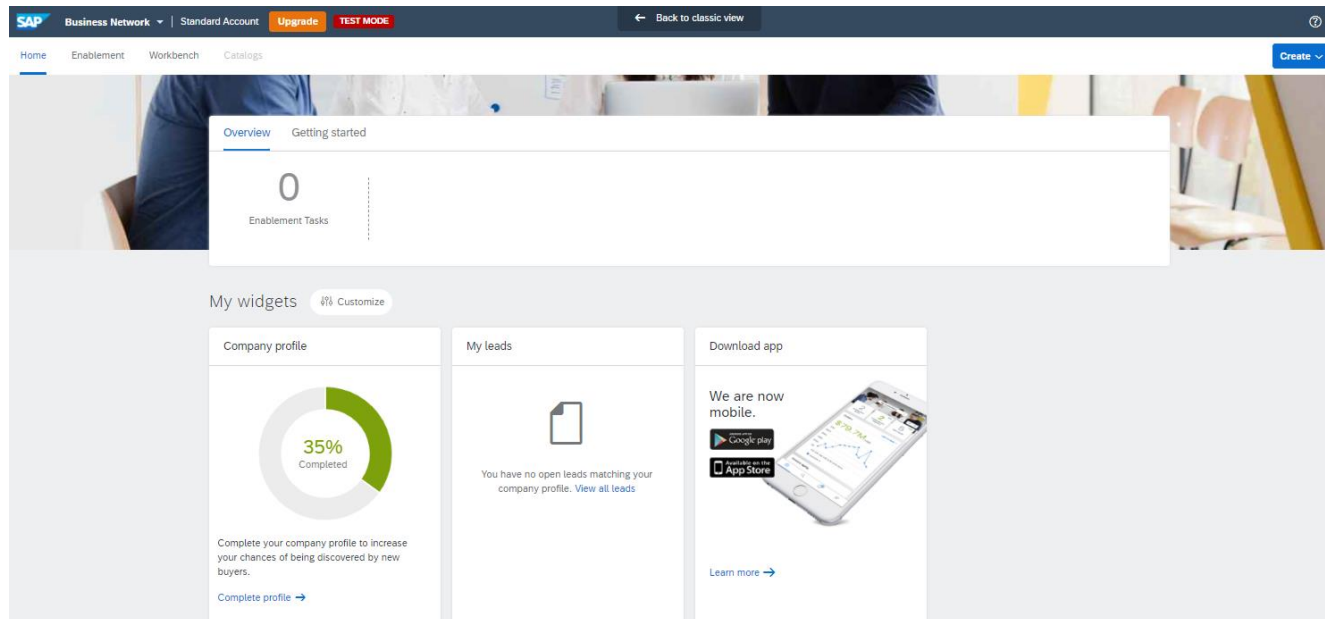 SAP Business Network | Standard Account Upgrade TEST MODE ← Back to classic view
Home Enablement Workbench Catalogs Create
Overview Getting started
0
Enablement Tasks
My widgets Customize
Company profile
35%
Completed
Complete your company profile to increase
your chances of being discovered by new
buyers.
Complete profile →
My leads
You have no open leads matching your
company profile. View all leads
Download app
We are now
mobile.
Google play
Available on the
App Store
Learn more →